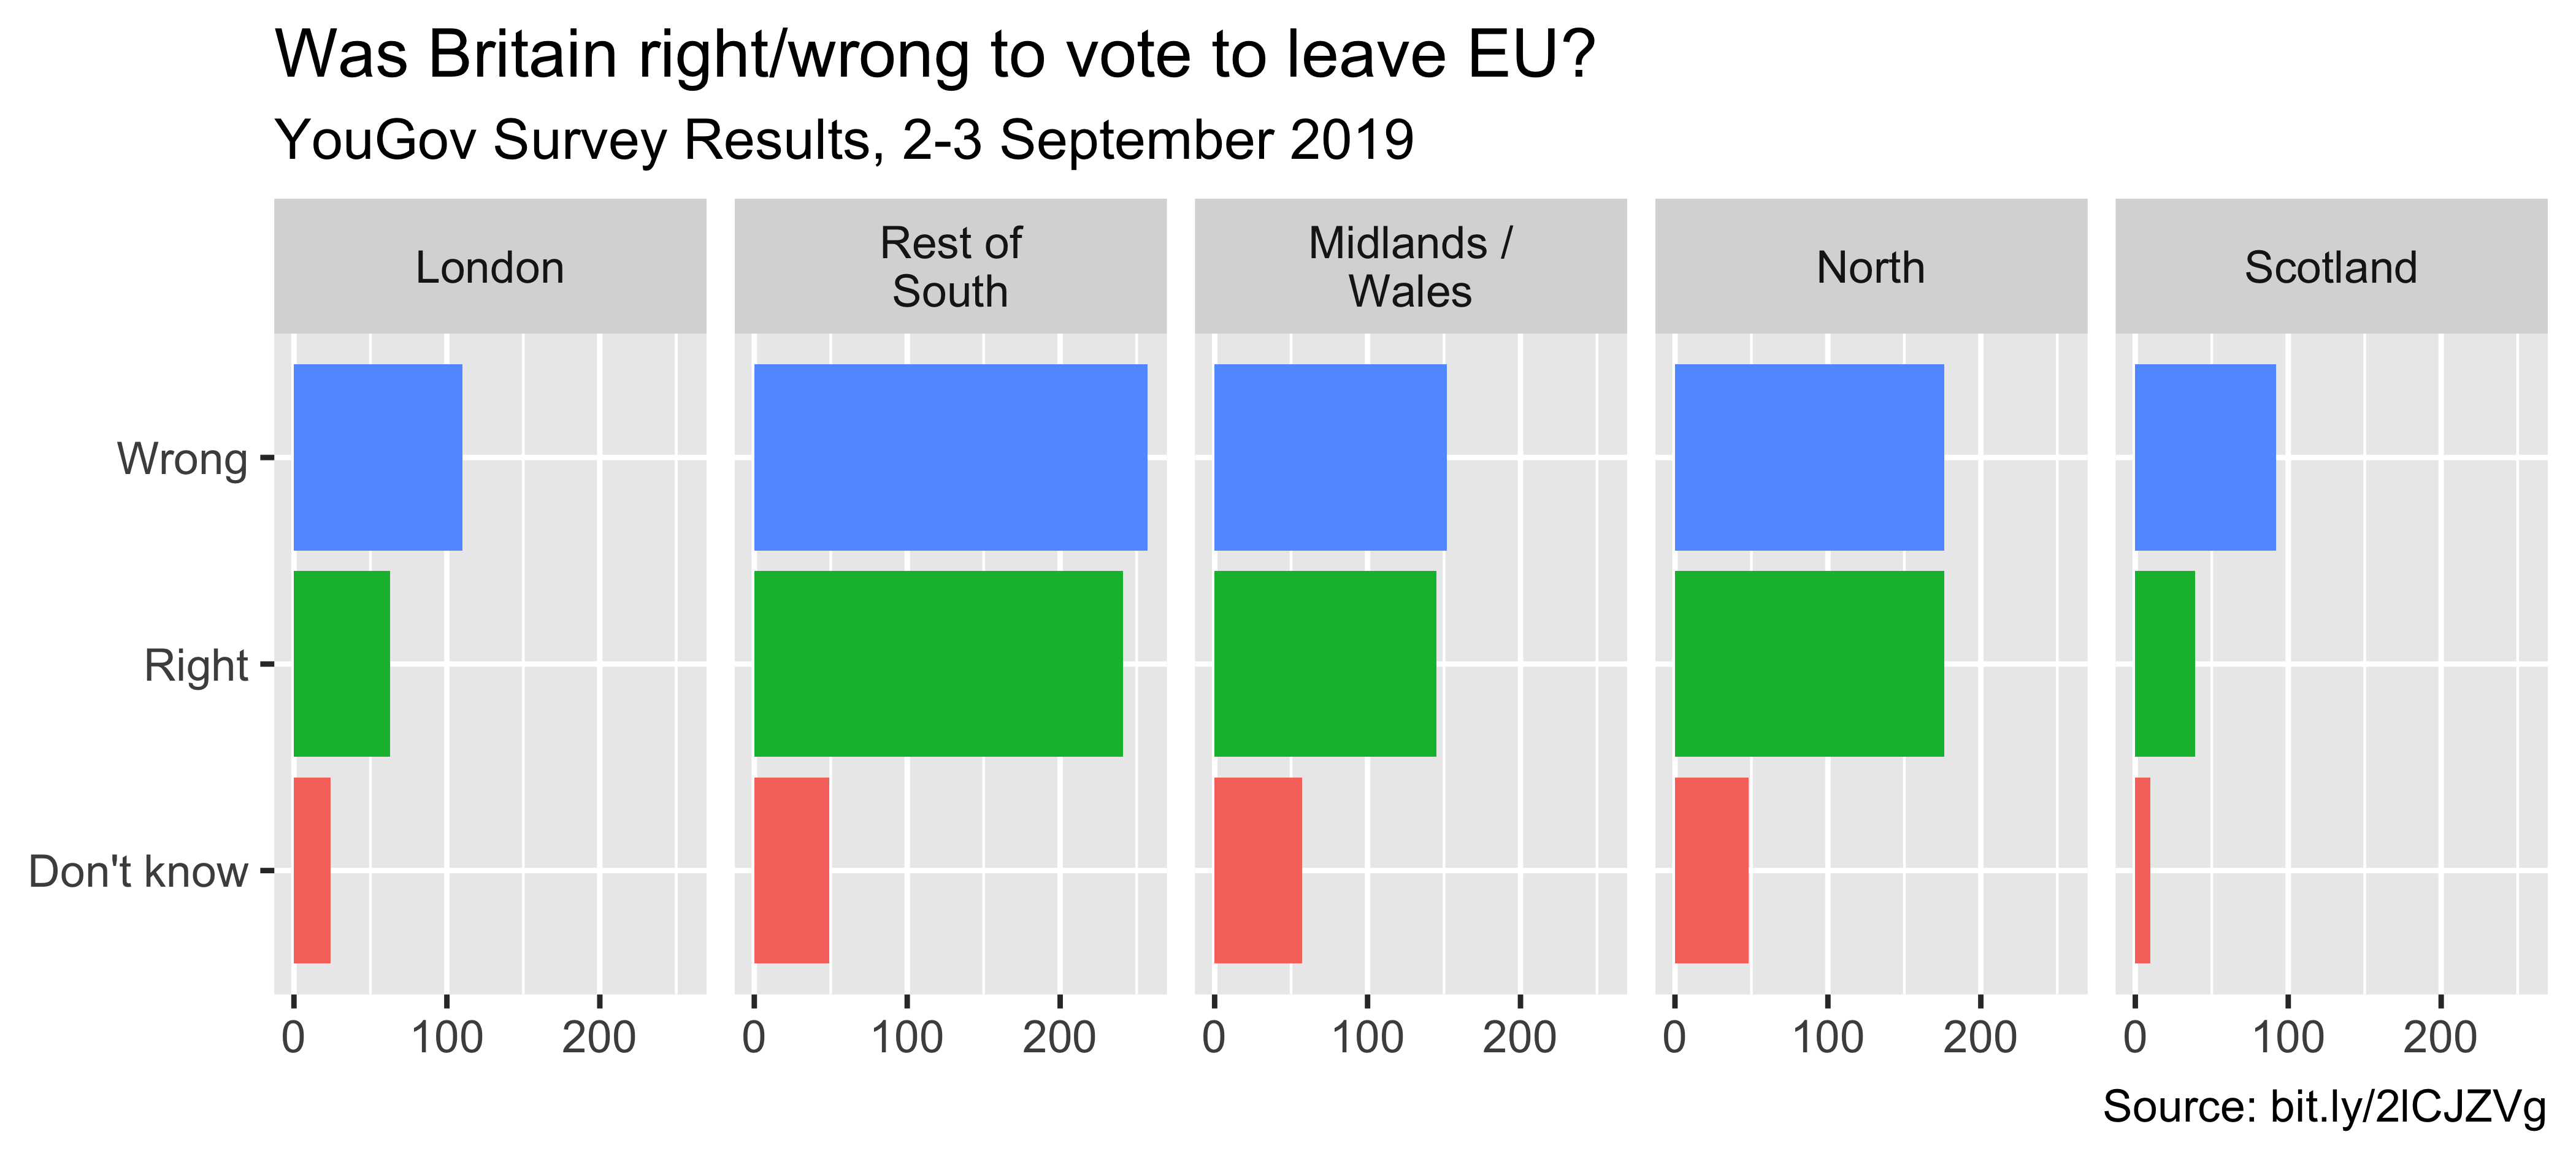 Was Britain right/wrong to vote to leave EU?
YouGov Survey Results, 2-3 September 2019
London
Rest of
South
Midlands /
Wales
North
Scotland
Wrong
Right
Don't know
0 100 200 0 100 200 0 100 200 0 100 200 0 100 200
Source: bit.ly/2lCJZVg